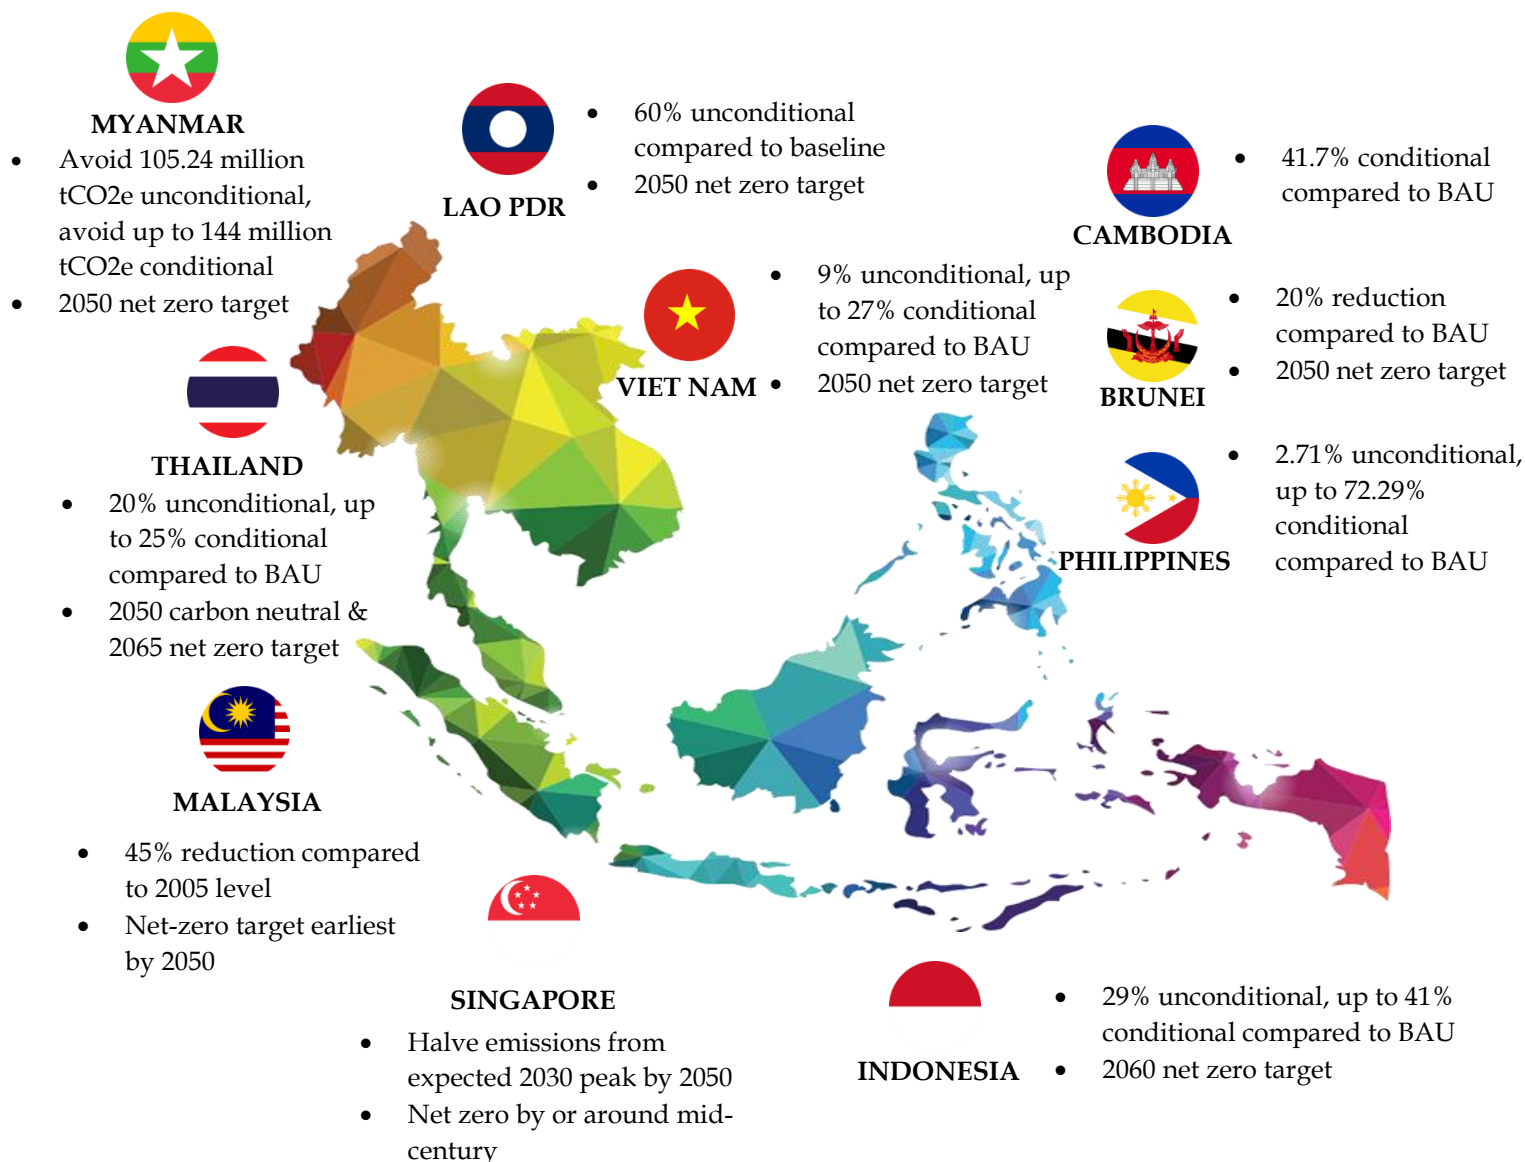 MYANMAR
• Avoid 105.24 million
tCO2e unconditional,
avoid up to 144 million
tCO2e conditional
• 2050 net zero target
LAO PDR
• 60% unconditional
compared to baseline
• 2050 net zero target
CAMBODIA
• 41.7% conditional
compared to BAU
VIET NAM
• 9% unconditional, up
to 27% conditional
compared to BAU
• 2050 net zero target
BRUNEI
• 20% reduction
compared to BAU
• 2050 net zero target
THAILAND
• 20% unconditional, up
to 25% conditional
compared to BAU
• 2050 carbon neutral &
2065 net zero target
PHILIPPINES
• 2.71% unconditional,
up to 72.29%
conditional
compared to BAU
MALAYSIA
• 45% reduction compared
to 2005 level
• Net-zero target earliest
by 2050
SINGAPORE
• Halve emissions from
expected 2030 peak by 2050
• Net zero by or around mid-
century
INDONESIA
• 29% unconditional, up to 41%
conditional compared to BAU
• 2060 net zero target